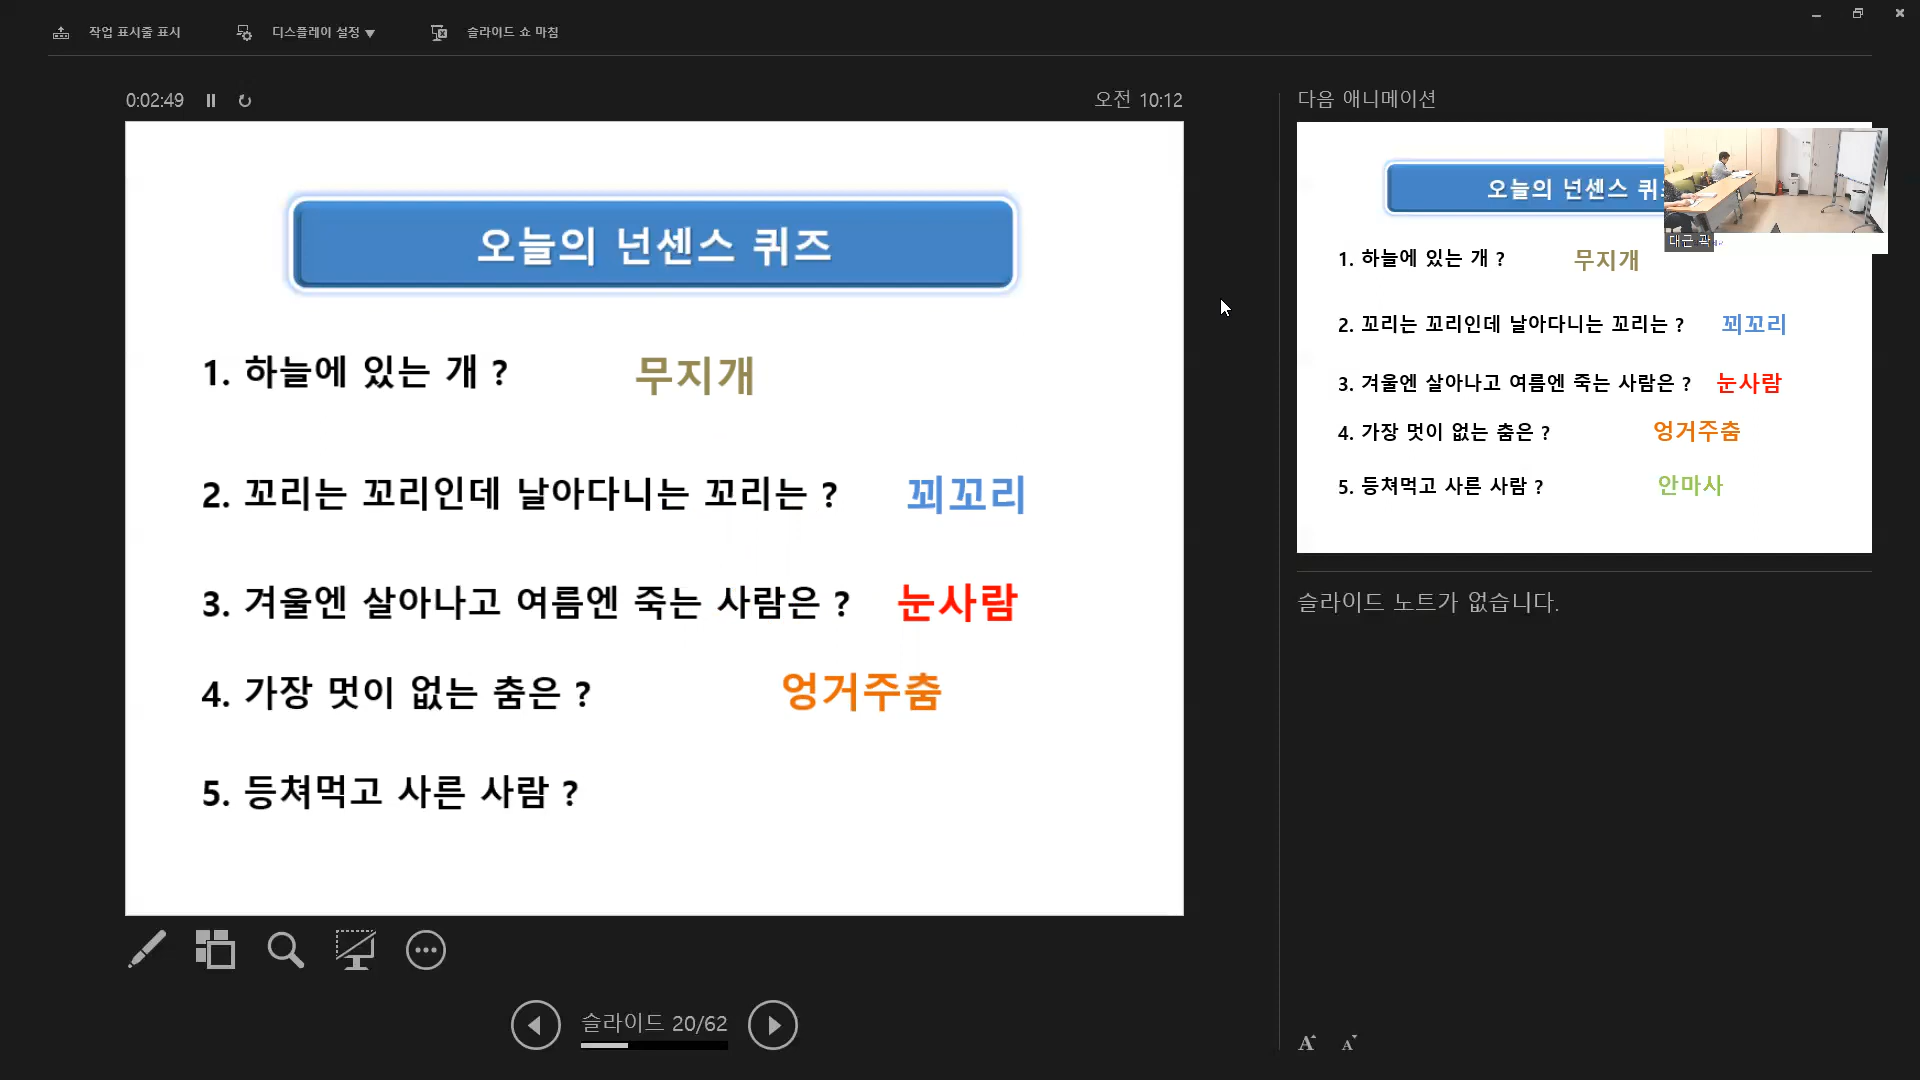 작업 표시줄 표시
디스플레이 설정 ▼
슬라이드 쇼 마침
0:02:49
오전 10:12
오늘의 넌센스 퀴즈
1. 하늘에 있는 개 ? 무지개
2. 꼬리는 꼬리인데 날아다니는 꼬리는 ? 꾀꼬리
3. 겨울엔 살아나고 여름엔 죽는 사람은 ? 눈사람
4. 가장 멋이 없는 춤은 ? 엉거주춤
5. 등쳐먹고 사른 사람 ?
슬라이드 20/62
다음 애니메이션
오늘의 넌센스 퀴
대근 곽
1. 하늘에 있는 개 ? 무지개
2. 꼬리는 꼬리인데 날아다니는 꼬리는 ? 꾀꼬리
3. 겨울엔 살아나고 여름엔 죽는 사람은 ? 눈사람
4. 가장 멋이 없는 춤은 ? 엉거주춤
5. 등쳐먹고 사른 사람 ? 안마사
슬라이드 노트가 없습니다.
A A